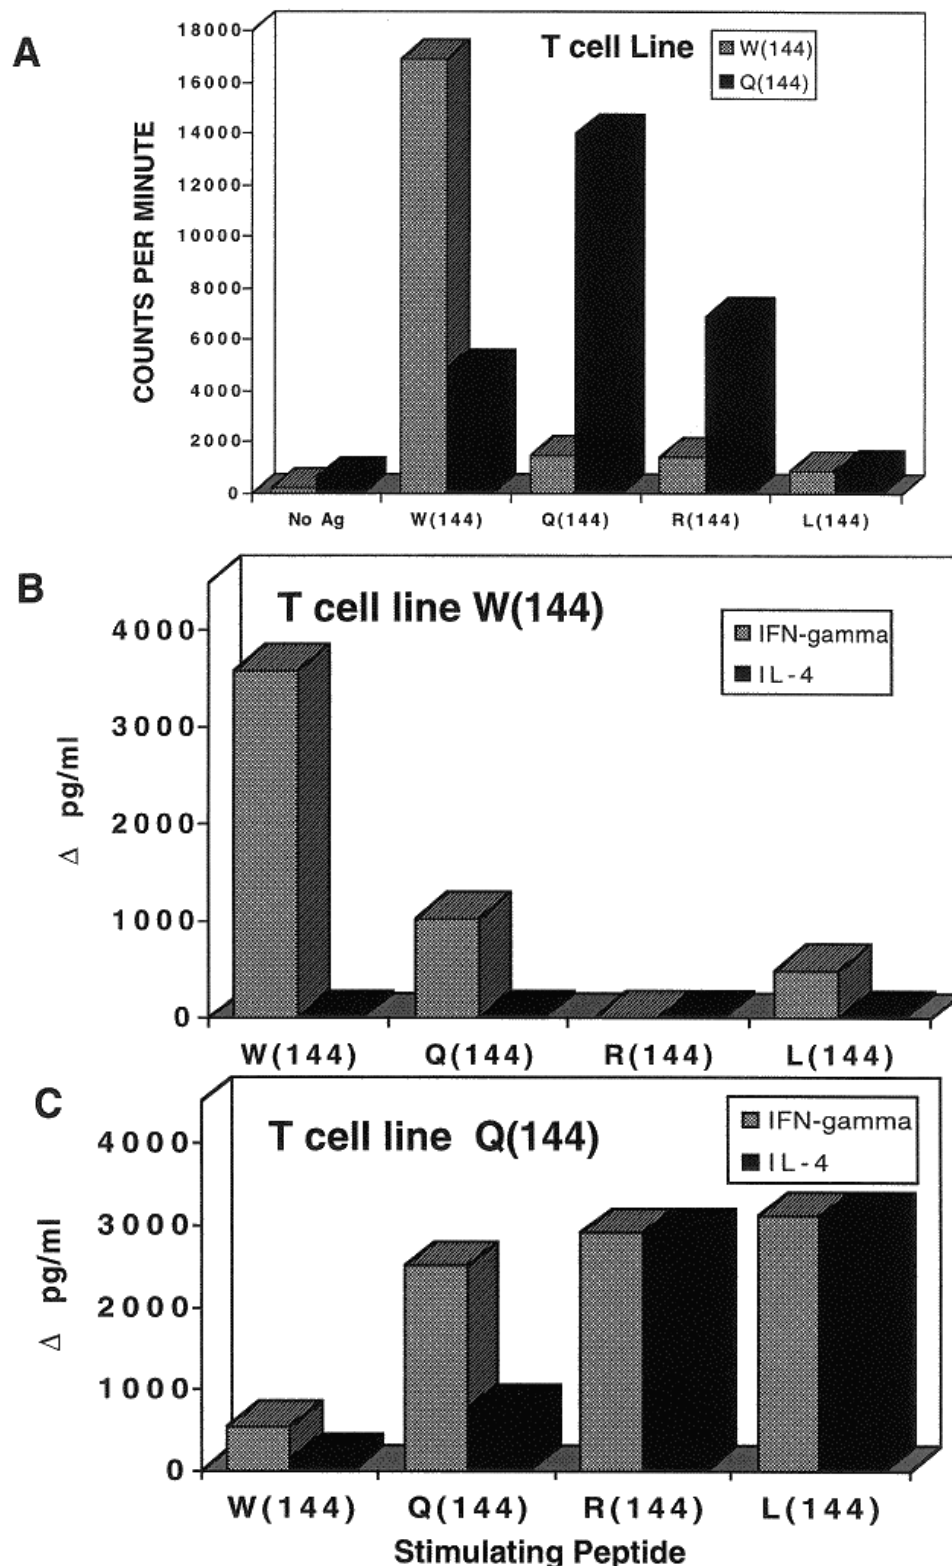 A
T cell Line
W(144)
Q(144)
COUNTS PER MINUTE
18000
16000
14000
12000
10000
8000
6000
4000
2000
0
No Ag
W(144)
Q(144)
R(144)
L(144)
B
T cell line W(144)
IFN-gamma
IL-4
Δ pg/ml
4000
3000
2000
1000
0
W(144)
Q(144)
R(144)
L(144)
C
T cell line Q(144)
IFN-gamma
IL-4
Δ pg/ml
4000
3000
2000
1000
0
W(144)
Q(144)
R(144)
L(144)
Stimulating Peptide